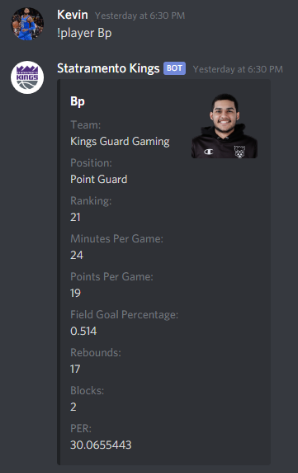 Kevin Yesterday at 6:30 PM
!player Bp
Statramento Kings BOT Yesterday at 6:30 PM
Bp
Team:
Kings Guard Gaming
Position:
Point Guard
Ranking:
21
Minutes Per Game:
24
Points Per Game:
19
Field Goal Percentage:
0.514
Rebounds:
17
Blocks:
2
PER:
30.0655443